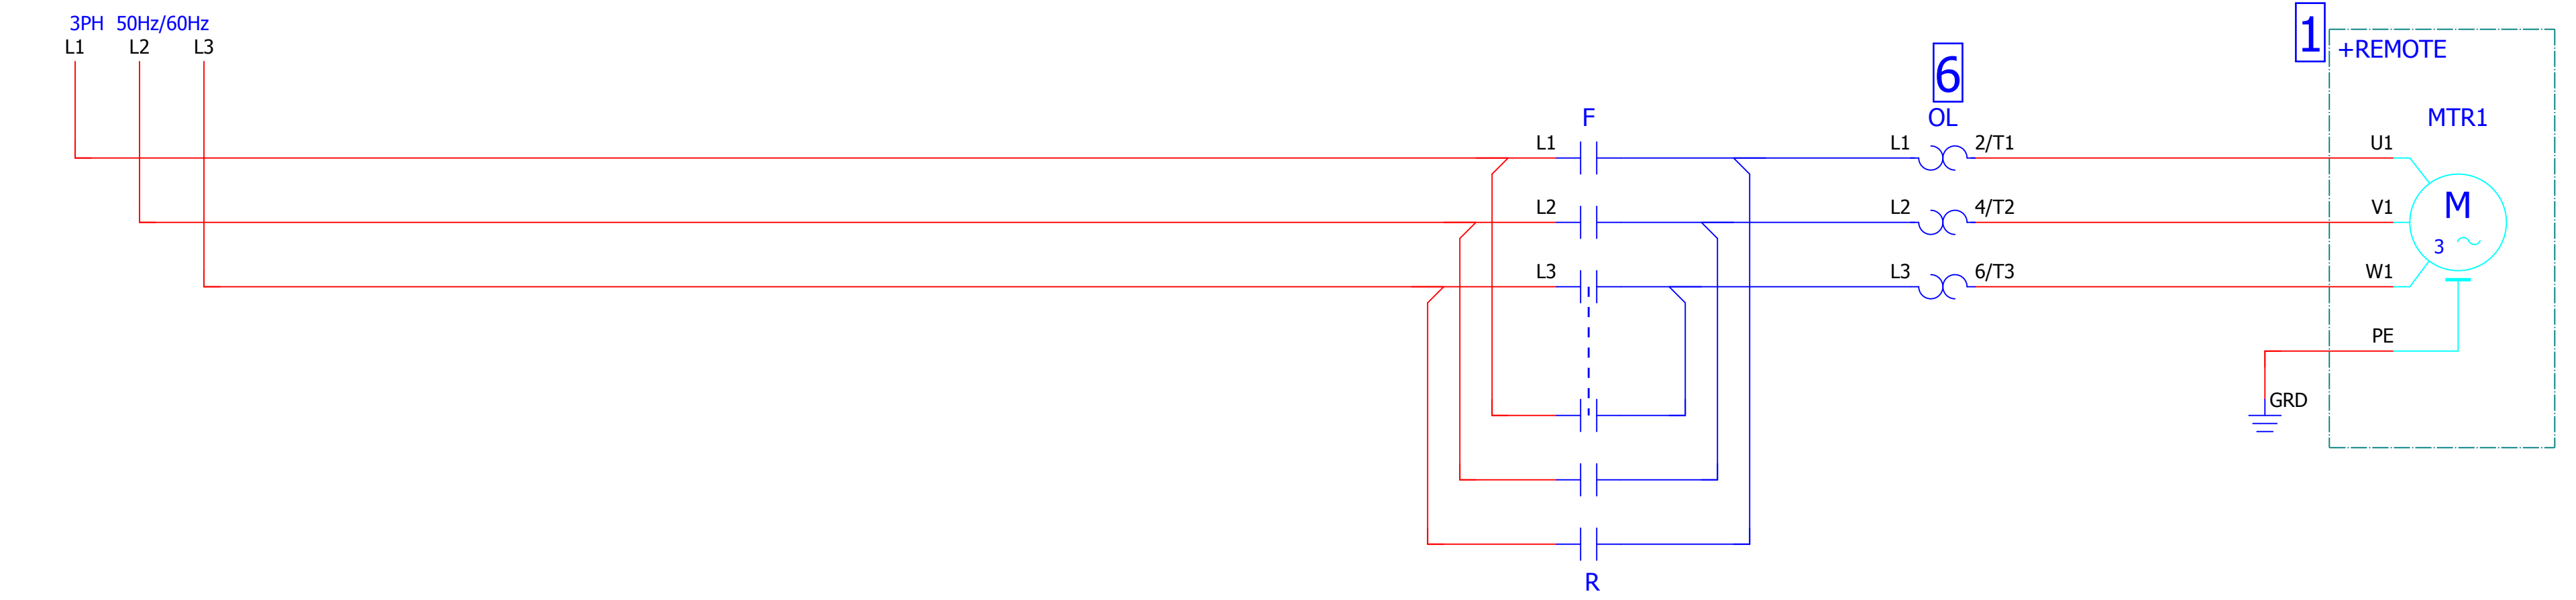 3PH 50Hz/60Hz
L1 L2 L3
1
+REMOTE
6
F
OL
MTR1
L1
L1
2/T1
U1
L2
L2
4/T2
V1
M
3
L3
L3
6/T3
W1
PE
GRD
R